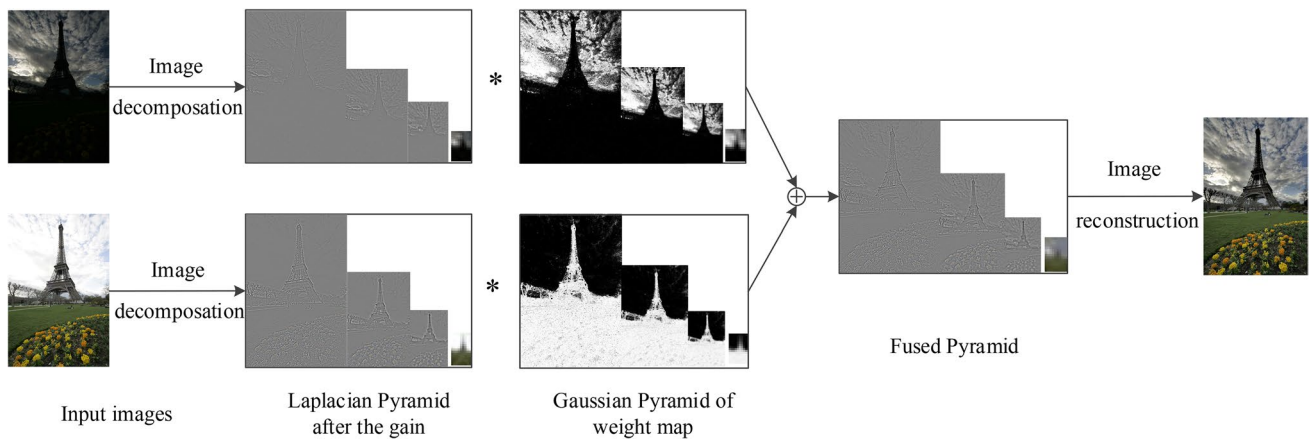 Image
decomposation
*
Image
decomposation
*
+
Image
reconstruction
Input images
Laplacian Pyramid
after the gain
Gaussian Pyramid of
weight map
Fused Pyramid